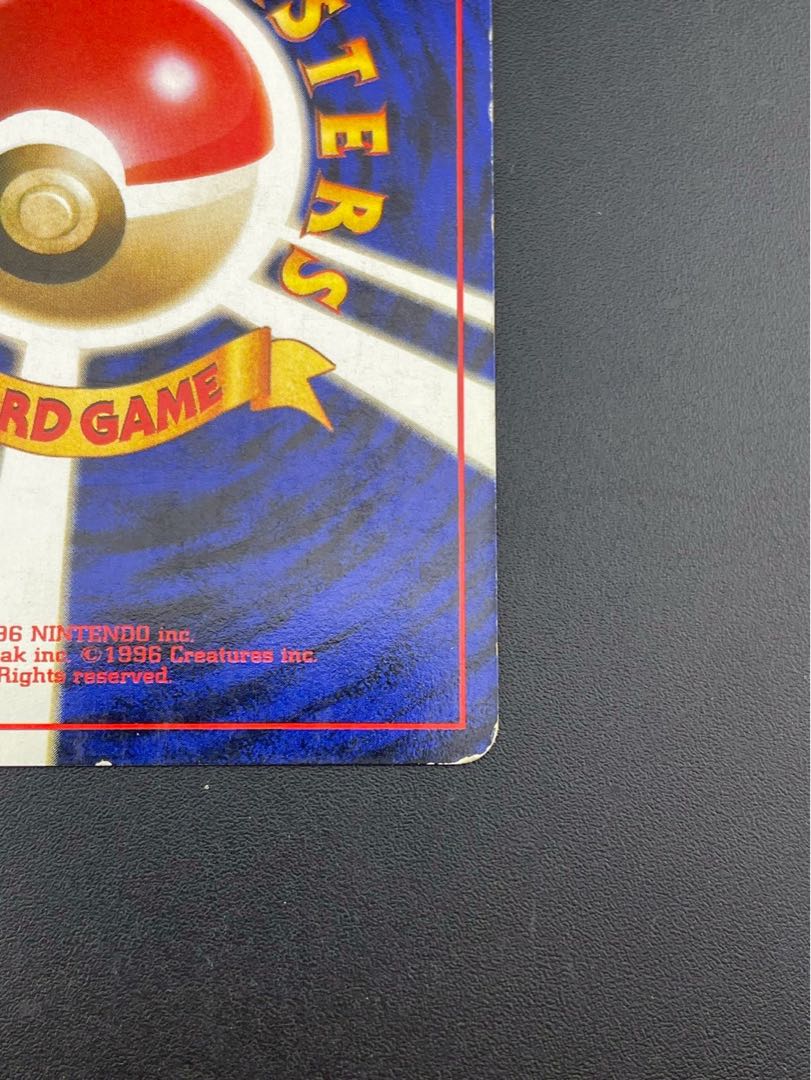 STERS
RD GAME
96 NINTENDO inc.
ak inc. ©1996 Creatures inc.
Rights reserved.